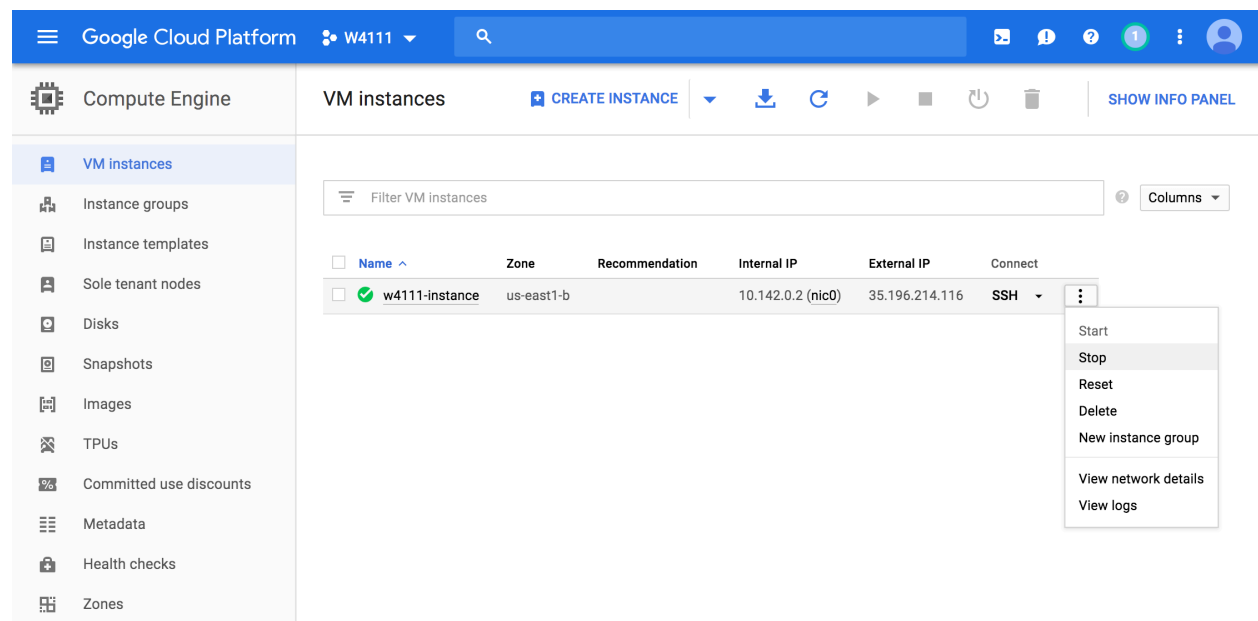 Google Cloud Platform
W4111
1
Compute Engine
VM instances
CREATE INSTANCE
SHOW INFO PANEL
VM instances
Instance groups
Instance templates
Sole tenant nodes
Disks
Snapshots
Images
TPUs
Committed use discounts
Metadata
Health checks
Zones
Filter VM instances
Columns
Name Zone Recommendation Internal IP External IP Connect
w4111-instance us-east1-b 10.142.0.2 (nic0) 35.196.214.116 SSH
Start
Stop
Reset
Delete
New instance group
View network details
View logs